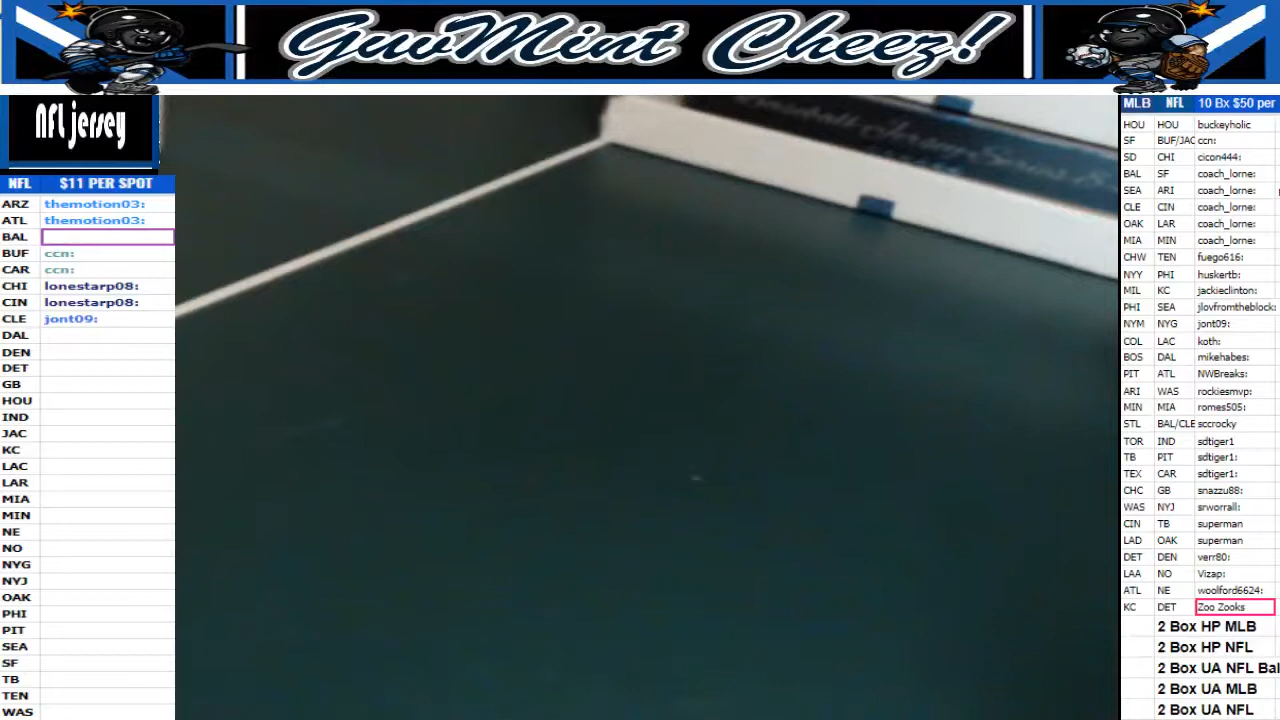 GuvMint Cheez!
NFL jersey
NFL $11 PER SPOT
ARZ themotion03:
ATL themotion03:
BAL
BUF ccn:
CAR ccn:
CHI lonestarp08:
CIN lonestarp08:
CLE jont09:
DAL
DEN
DET
GB
HOU
IND
JAC
KC
LAC
LAR
MIA
MIN
NE
NO
NYG
NYJ
OAK
PHI
PIT
SEA
SF
TB
TEN
WAS
MLB NFL 10 Bx $50 per
HOU HOU buckeyholic
SF BUF/JAC ccn:
SD CHI cicon444:
BAL SF coach_lorne:
SEA ARI coach_lorne:
CLE CIN coach_lorne:
OAK LAR coach_lorne:
MIA MIN coach_lorne:
CHW TEN fuego616:
NYY PHI huskertb:
MIL KC jackieclinton:
PHI SEA jlovfromtheblock:
NYM NYG jont09:
COL LAC koth:
BOS DAL mikehabes:
PIT ATL NWBreaks:
ARI WAS rockiesmvp:
MIN MIA romes505:
STL BAL/CLE sccrocky
TOR IND sdtiger1
TB PIT sdtiger1:
TEX CAR sdtiger1:
CHC GB snazzu88:
WAS NYJ srworrall:
CIN TB superman
LAD OAK superman
DET DEN verr80:
LAA NO Vizap:
ATL NE woolford6624:
KC DET Zoo Zooks
2 Box HP MLB
2 Box HP NFL
2 Box UA NFL Bal
2 Box UA MLB
2 Box UA NFL